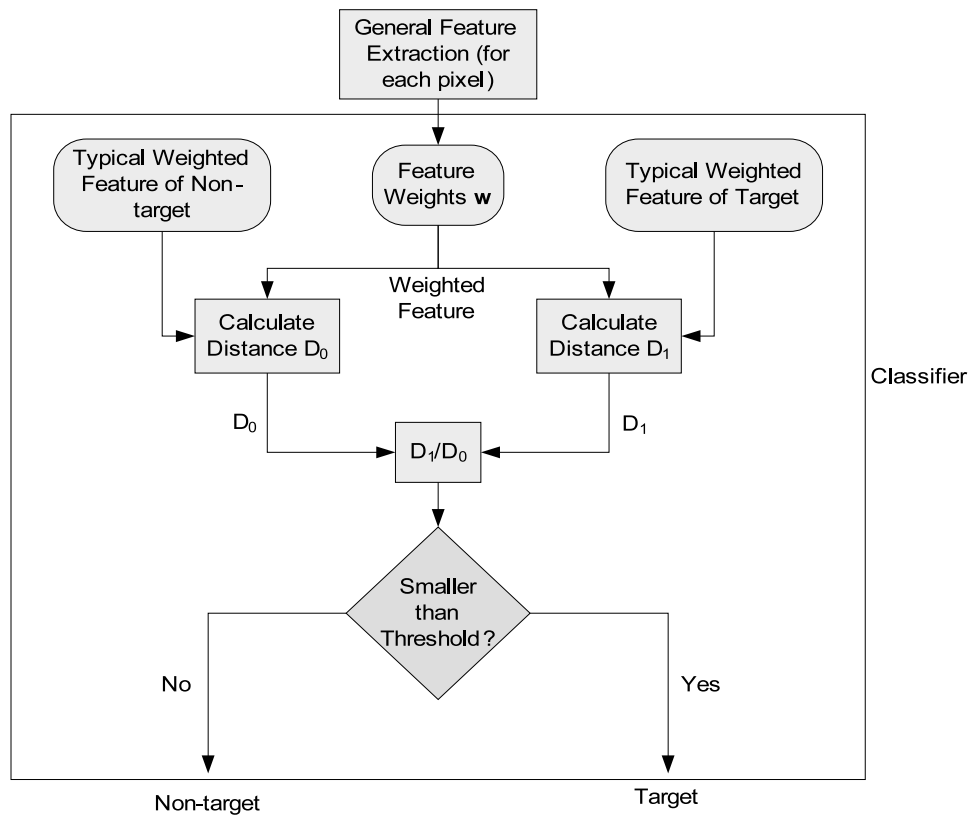 General Feature
Extraction (for
each pixel)
Typical Weighted
Feature of Non-
target
Feature
Weights w
Typical Weighted
Feature of Target
Weighted
Feature
Calculate
Distance D₀
Calculate
Distance D₁
Classifier
D₀
D₁
D₁/D₀
Smaller
than
Threshold?
No
Yes
Non-target
Target